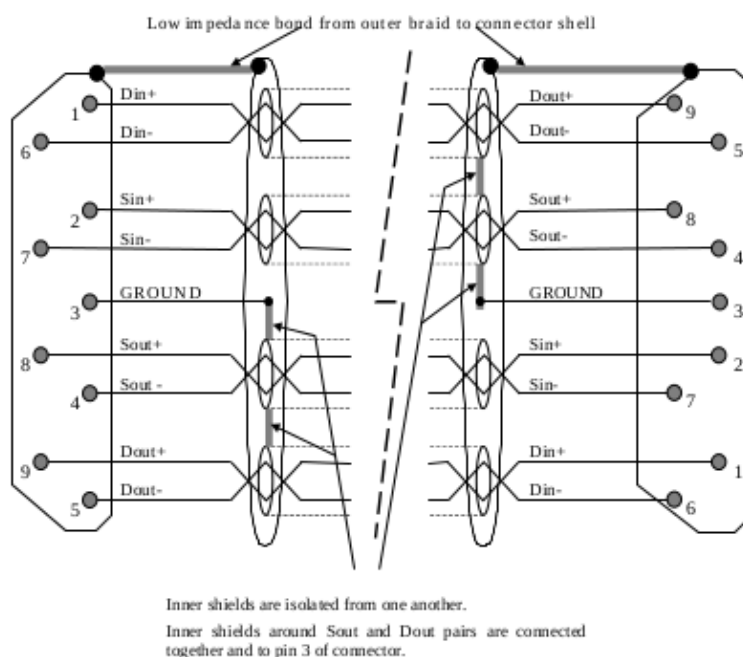 Low impedance bond from outer braid to connector shell
1 Din+ Dout+ 9
6 Din- Dout- 5
2 Sin+ Sout+ 8
7 Sin- Sout- 4
3 GROUND GROUND 3
8 Sout+ Sin+ 2
4 Sout - Sin- 7
9 Dout+ Din+ 1
5 Dout- Din- 6
Inner shields are isolated from one another.
Inner shields around Sout and Dout pairs are connected
together and to pin 3 of connector.